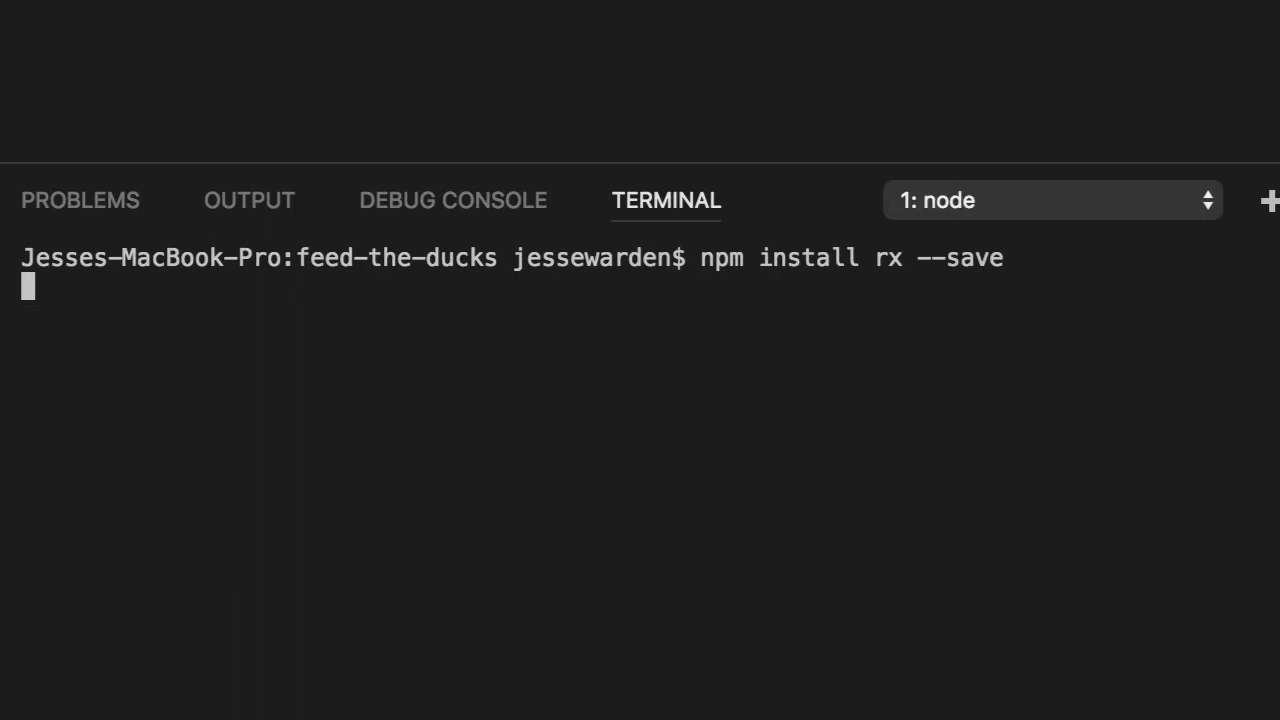 PROBLEMS OUTPUT DEBUG CONSOLE TERMINAL 1: node
Jesses-MacBook-Pro:feed-the-ducks jessewarden$ npm install rx --save